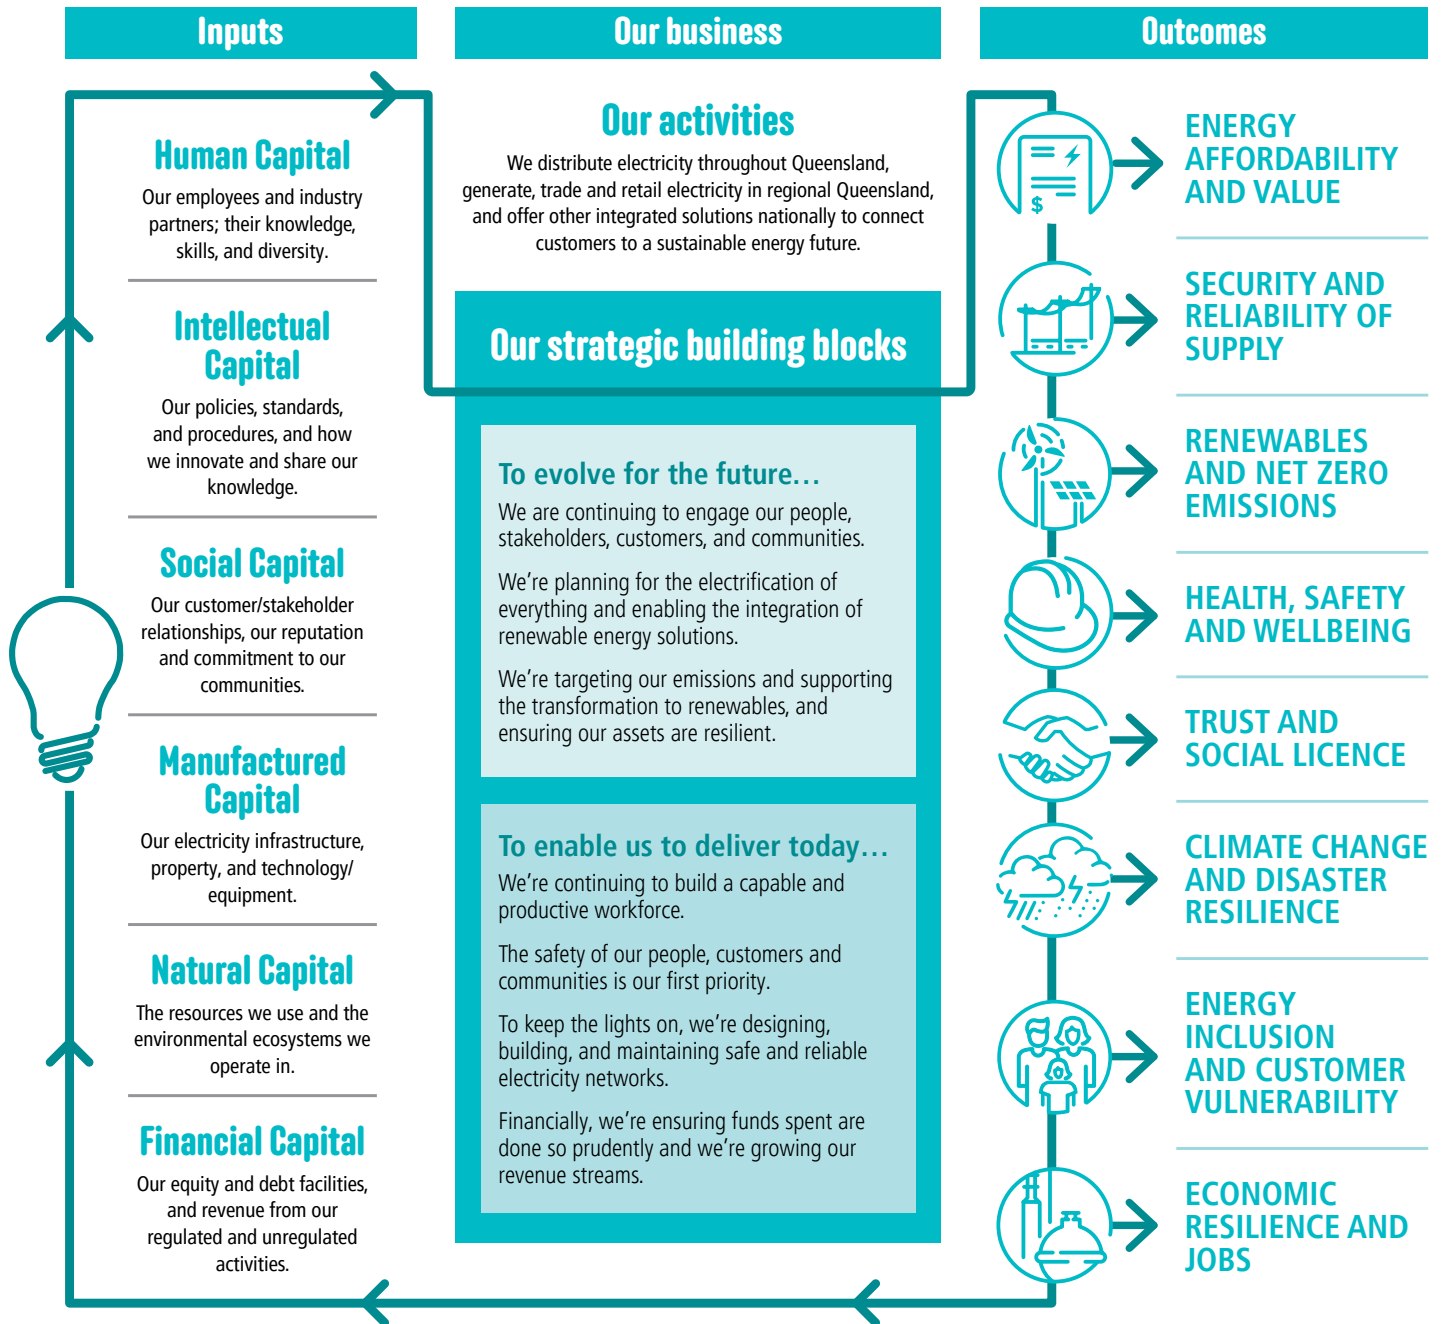 Inputs
Human Capital
Our employees and industry
partners; their knowledge,
skills, and diversity.
Intellectual
Capital
Our policies, standards,
and procedures, and how
we innovate and share our
knowledge.
Social Capital
Our customer/stakeholder
relationships, our reputation
and commitment to our
communities.
Manufactured
Capital
Our electricity infrastructure,
property, and technology/
equipment.
Natural Capital
The resources we use and the
environmental ecosystems we
operate in.
Financial Capital
Our equity and debt facilities,
and revenue from our
regulated and unregulated
activities.
Our business
Our activities
We distribute electricity throughout Queensland,
generate, trade and retail electricity in regional Queensland,
and offer other integrated solutions nationally to connect
customers to a sustainable energy future.
Our strategic building blocks
To evolve for the future…
We are continuing to engage our people,
stakeholders, customers, and communities.
We’re planning for the electrification of
everything and enabling the integration of
renewable energy solutions.
We’re targeting our emissions and supporting
the transformation to renewables, and
ensuring our assets are resilient.
To enable us to deliver today…
We’re continuing to build a capable and
productive workforce.
The safety of our people, customers and
communities is our first priority.
To keep the lights on, we’re designing,
building, and maintaining safe and reliable
electricity networks.
Financially, we’re ensuring funds spent are
done so prudently and we’re growing our
revenue streams.
Outcomes
$
ENERGY
AFFORDABILITY
AND VALUE
SECURITY AND
RELIABILITY OF
SUPPLY
RENEWABLES
AND NET ZERO
EMISSIONS
HEALTH, SAFETY
AND WELLBEING
TRUST AND
SOCIAL LICENCE
CLIMATE CHANGE
AND DISASTER
RESILIENCE
ENERGY
INCLUSION
AND CUSTOMER
VULNERABILITY
ECONOMIC
RESILIENCE AND
JOBS